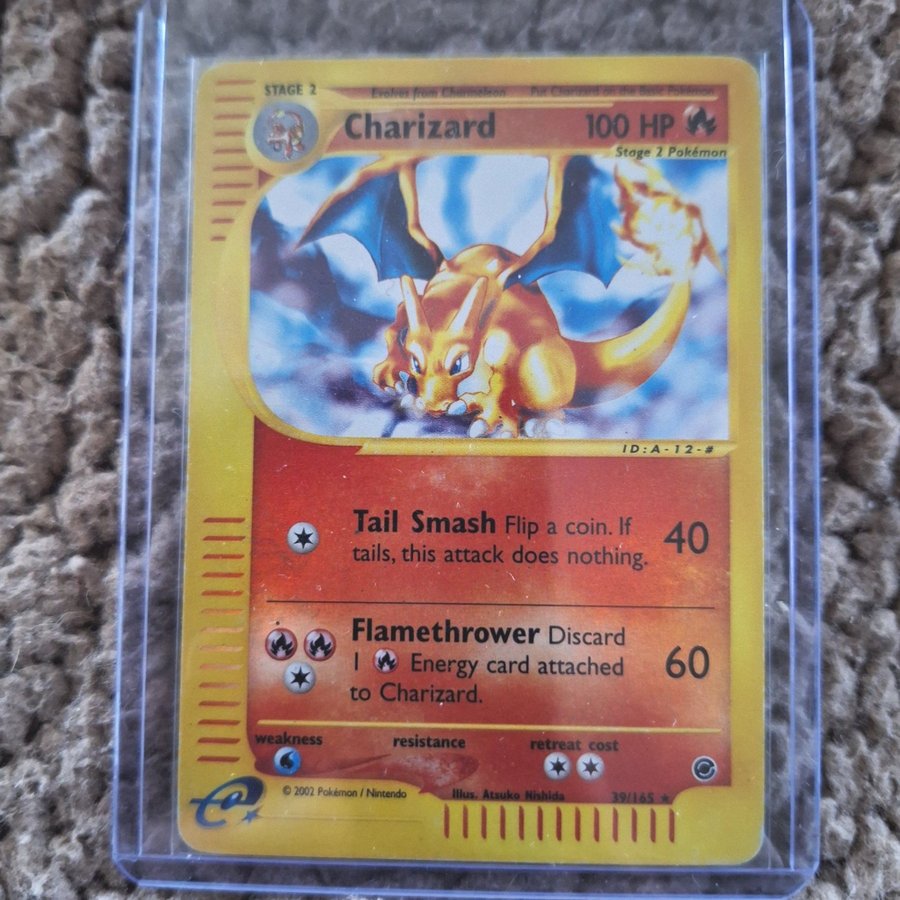 STAGE 2
Evolves from Charmeleon Put Charizard on the Basic Pokémon
Charizard 100 HP
Stage 2 Pokémon
ID:A-12-#
Tail Smash Flip a coin. If 40
tails, this attack does nothing.
Flamethrower Discard
1 Energy card attached 60
to Charizard.
weakness resistance retreat cost
© 2002 Pokémon / Nintendo Illus. Atsuko Nishida 39/165 ★
e